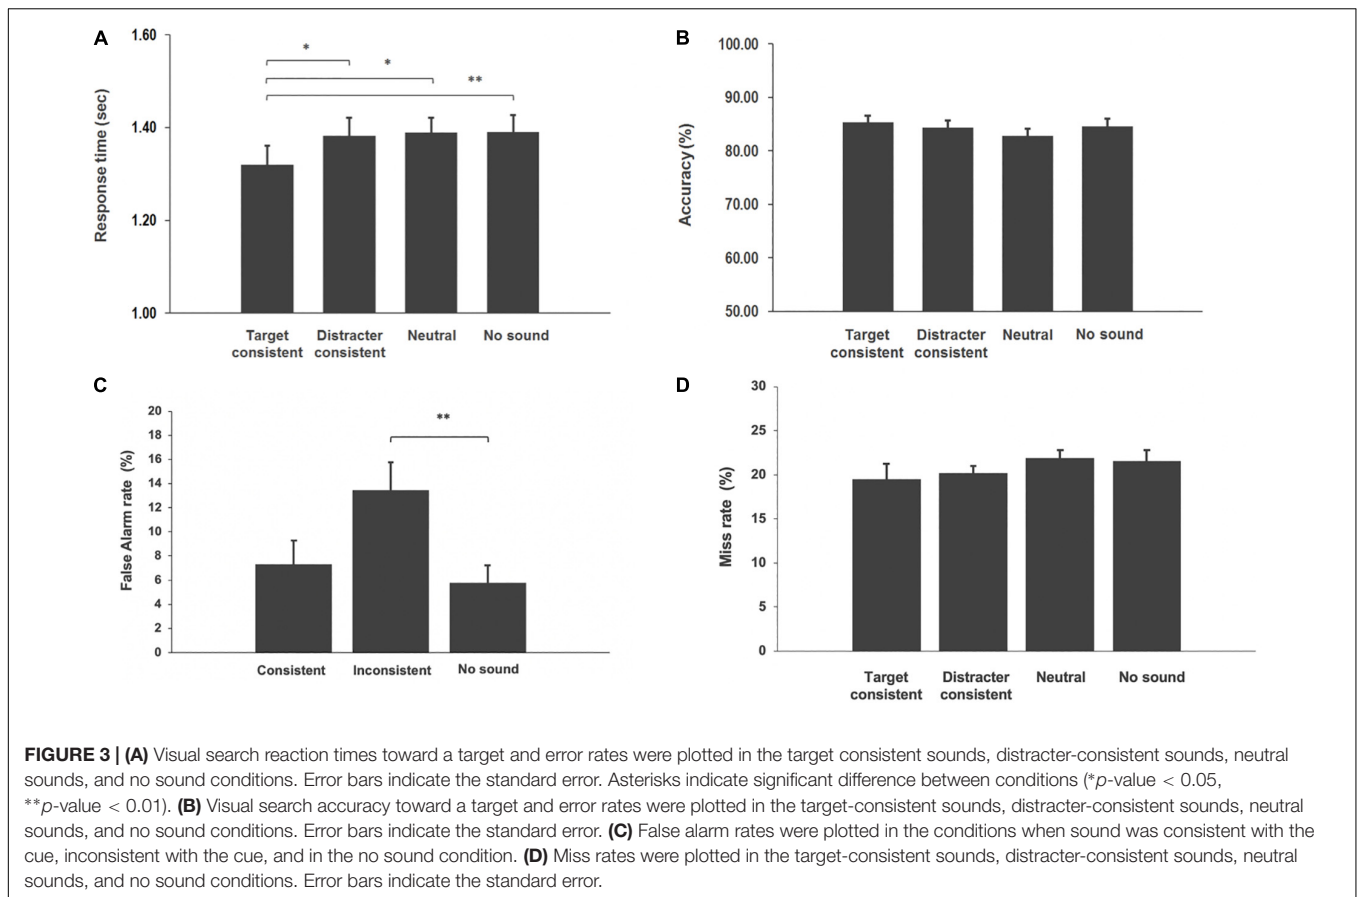 A
1.60
1.40
1.20
1.00
Response time (sec)
*
*
**
Target consistent
Distracter consistent
Neutral
No sound
B
100.00
90.00
80.00
70.00
60.00
50.00
Accuracy (%)
Target consistent
Distracter consistent
Neutral
No sound
C
20
18
16
14
12
10
8
6
4
2
0
False Alarm rate (%)
**
Consistent
Inconsistent
No sound
D
30
25
20
15
10
5
0
Miss rate (%)
Target consistent
Distracter consistent
Neutral
No sound
FIGURE 3 | (A) Visual search reaction times toward a target and error rates were plotted in the target consistent sounds, distracter-consistent sounds, neutral
sounds, and no sound conditions. Error bars indicate the standard error. Asterisks indicate significant difference between conditions (*p-value < 0.05,
**p-value < 0.01). (B) Visual search accuracy toward a target and error rates were plotted in the target-consistent sounds, distracter-consistent sounds, neutral
sounds, and no sound conditions. Error bars indicate the standard error. (C) False alarm rates were plotted in the conditions when sound was consistent with the
cue, inconsistent with the cue, and in the no sound condition. (D) Miss rates were plotted in the target-consistent sounds, distracter-consistent sounds, neutral
sounds, and no sound conditions. Error bars indicate the standard error.